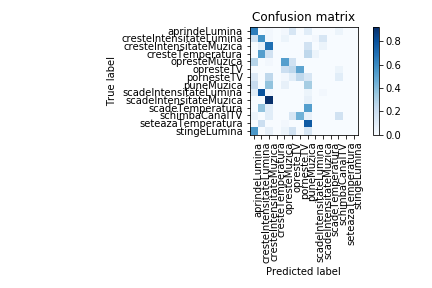 Confusion matrix
aprindeLumina
cresteIntensitateLumina
cresteIntensitateMuzica
cresteTemperatura
opresteMuzica
opresteTV
pornesteTV
puneMuzica
scadeIntensitateLumina
scadeIntensitateMuzica
scadeTemperatura
schimbaCanalTV
seteazaTemperatura
stingeLumina
True label
0.8
0.6
0.4
0.2
0.0
aprindeLumina
cresteIntensitateLumina
cresteIntensitateMuzica
cresteTemperatura
opresteMuzica
opresteTV
pornesteTV
puneMuzica
scadeIntensitateLumina
scadeIntensitateMuzica
scadeTemperatura
schimbaCanalTV
seteazaTemperatura
stingeLumina
Predicted label